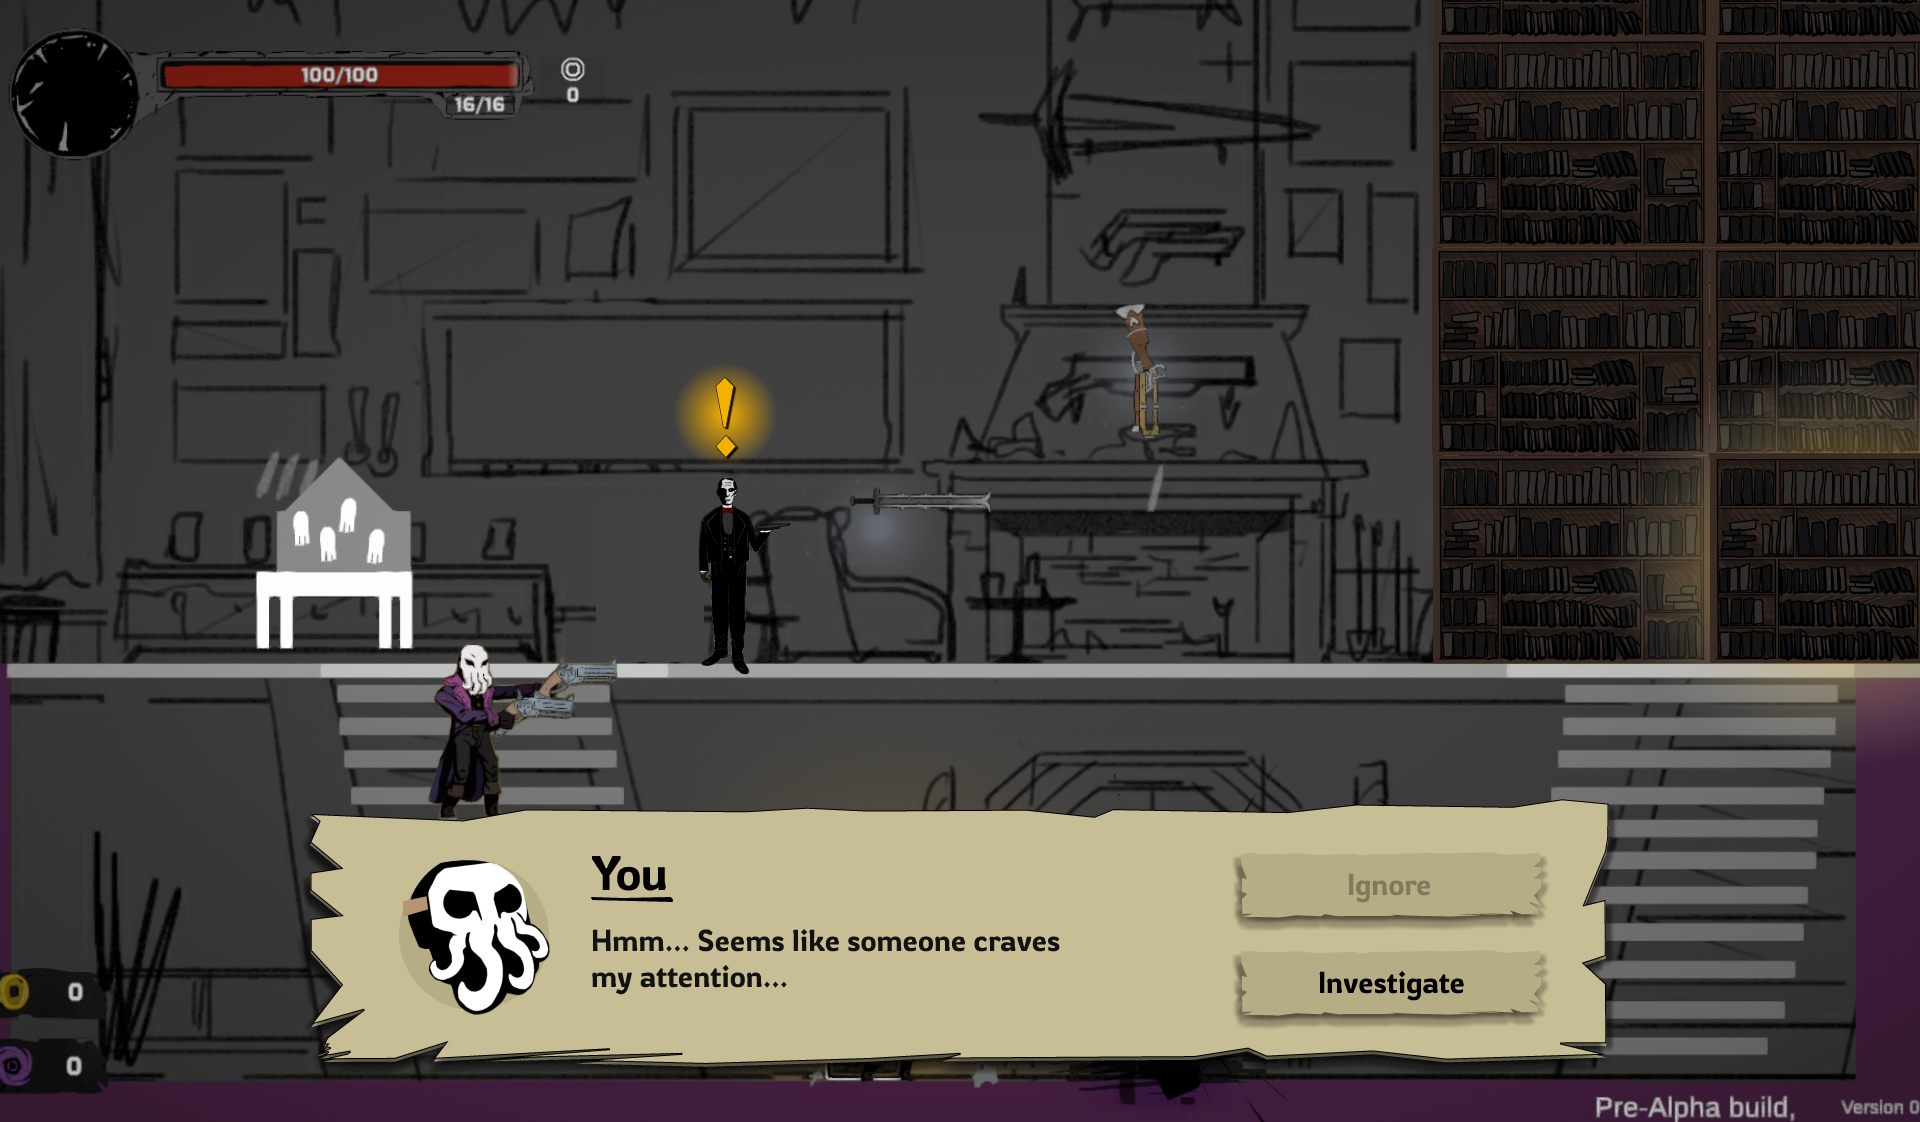 100/100
16/16
0
You
Hmm... Seems like someone craves
my attention...
Ignore
Investigate
0
0
Pre-Alpha build,
Version 0